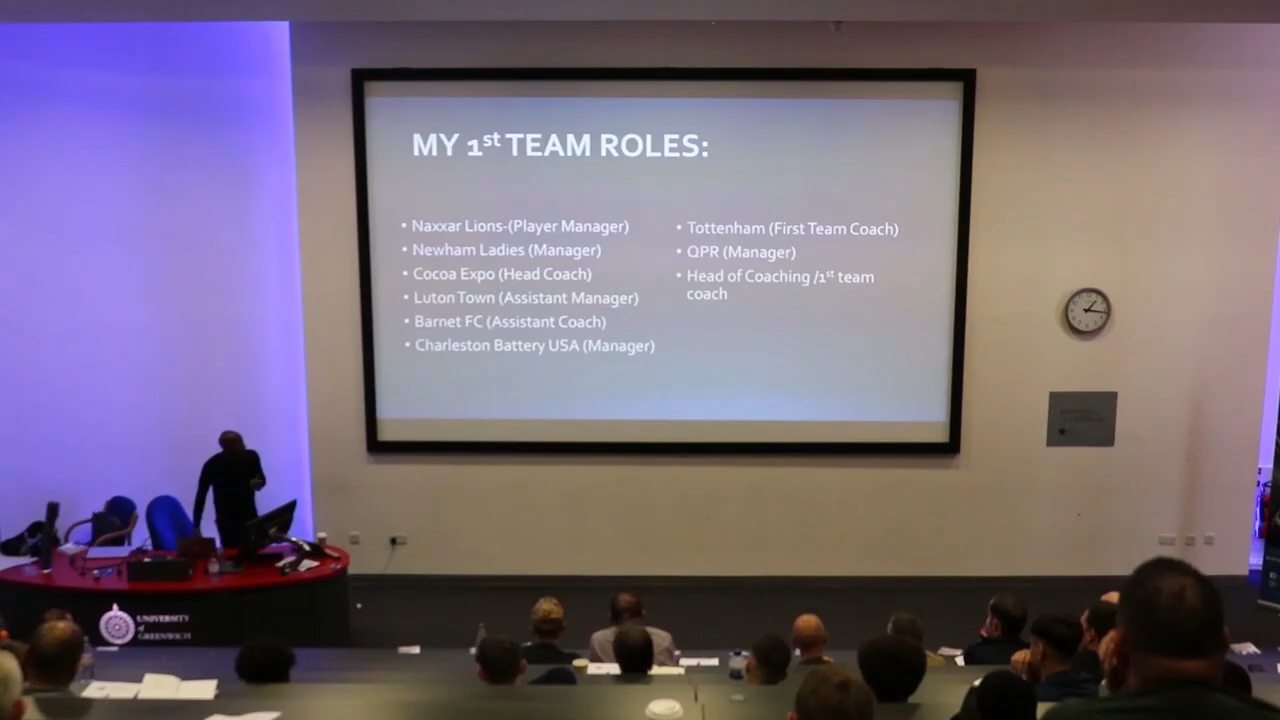 MY 1st TEAM ROLES:
• Naxxar Lions-(Player Manager)
• Newham Ladies (Manager)
• Cocoa Expo (Head Coach)
• Luton Town (Assistant Manager)
• Barnet FC (Assistant Coach)
• Charleston Battery USA (Manager)
• Tottenham (First Team Coach)
• QPR (Manager)
• Head of Coaching /1st team
coach
UNIVERSITY
of
GREENWICH